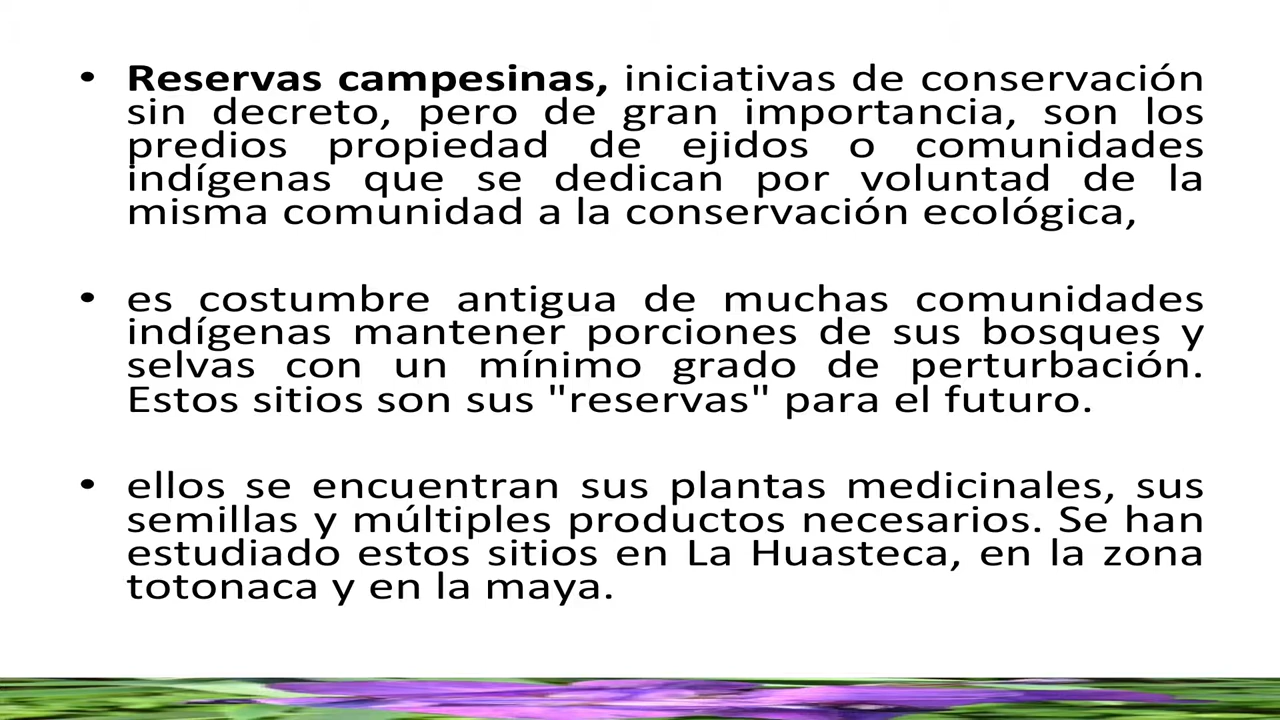 • Reservas campesinas, iniciativas de conservación
sin decreto, pero de gran importancia, son los
predios propiedad de ejidos o comunidades
indígenas que se dedican por voluntad de la
misma comunidad a la conservación ecológica,
• es costumbre antigua de muchas comunidades
indígenas mantener porciones de sus bosques y
selvas con un mínimo grado de perturbación.
Estos sitios son sus "reservas" para el futuro.
• ellos se encuentran sus plantas medicinales, sus
semillas y múltiples productos necesarios. Se han
estudiado estos sitios en La Huasteca, en la zona
totonaca y en la maya.